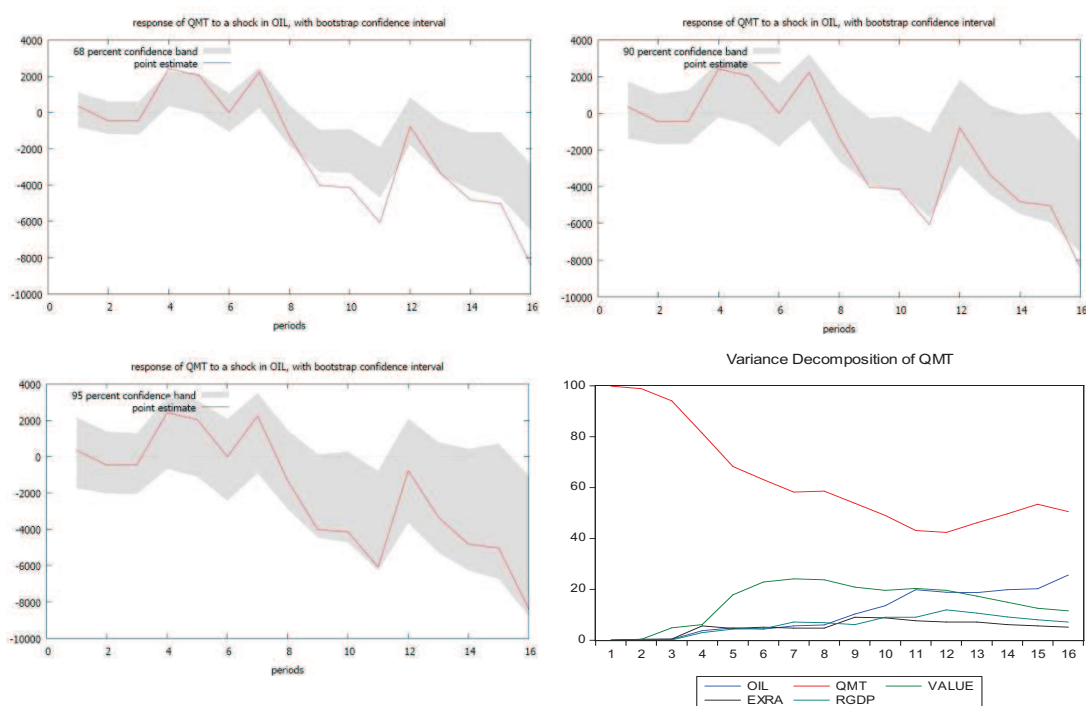 response of QMT to a shock in OIL, with bootstrap confidence interval
4000
2000
0
-2000
-4000
-6000
-8000
-10000
68 percent confidence band
point estimate
0 2 4 6 8 10 12 14 16
periods
response of QMT to a shock in OIL, with bootstrap confidence interval
4000
2000
0
-2000
-4000
-6000
-8000
-10000
90 percent confidence band
point estimate
0 2 4 6 8 10 12 14 16
periods
response of QMT to a shock in OIL, with bootstrap confidence interval
4000
2000
0
-2000
-4000
-6000
-8000
-10000
95 percent confidence band
point estimate
0 2 4 6 8 10 12 14 16
periods
Variance Decomposition of QMT
100
80
60
40
20
0
1 2 3 4 5 6 7 8 9 10 11 12 13 14 15 16
OIL QMT VALUE
EXRA RGDP